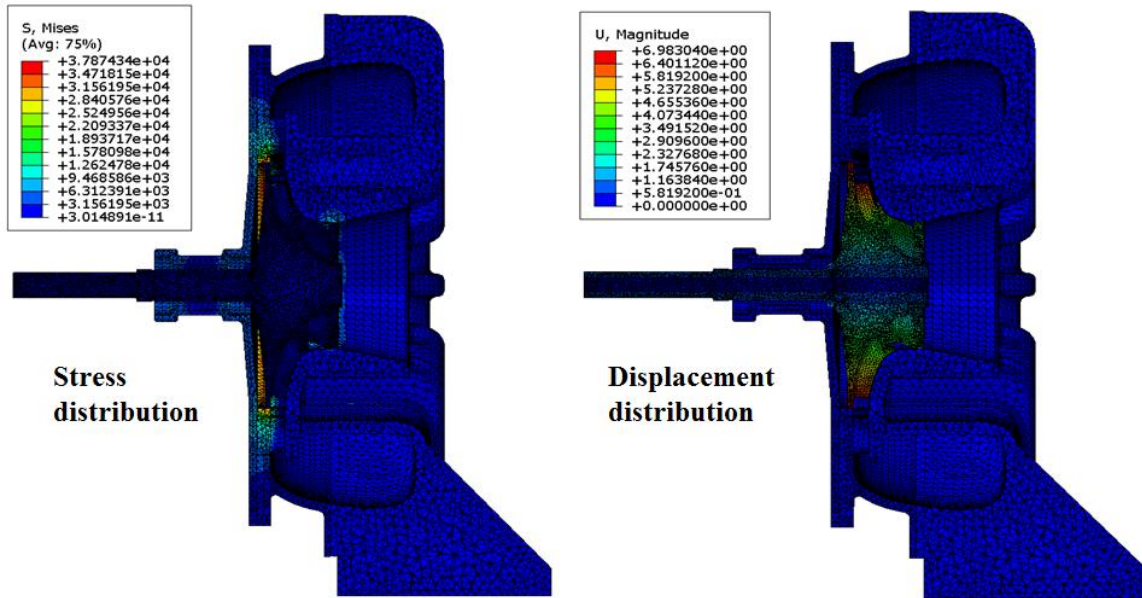 S, Mises
(Avg: 75%)
+3.787434e+04
+3.471815e+04
+3.156195e+04
+2.840576e+04
+2.524956e+04
+2.209337e+04
+1.893717e+04
+1.578098e+04
+1.262478e+04
+9.468586e+03
+6.312391e+03
+3.156195e+03
+3.014891e-11
Stress
distribution
U, Magnitude
+6.983040e+00
+6.401120e+00
+5.819200e+00
+5.237280e+00
+4.655360e+00
+4.073440e+00
+3.491520e+00
+2.909600e+00
+2.327680e+00
+1.745760e+00
+1.163840e+00
+5.819200e-01
+0.000000e+00
Displacement
distribution